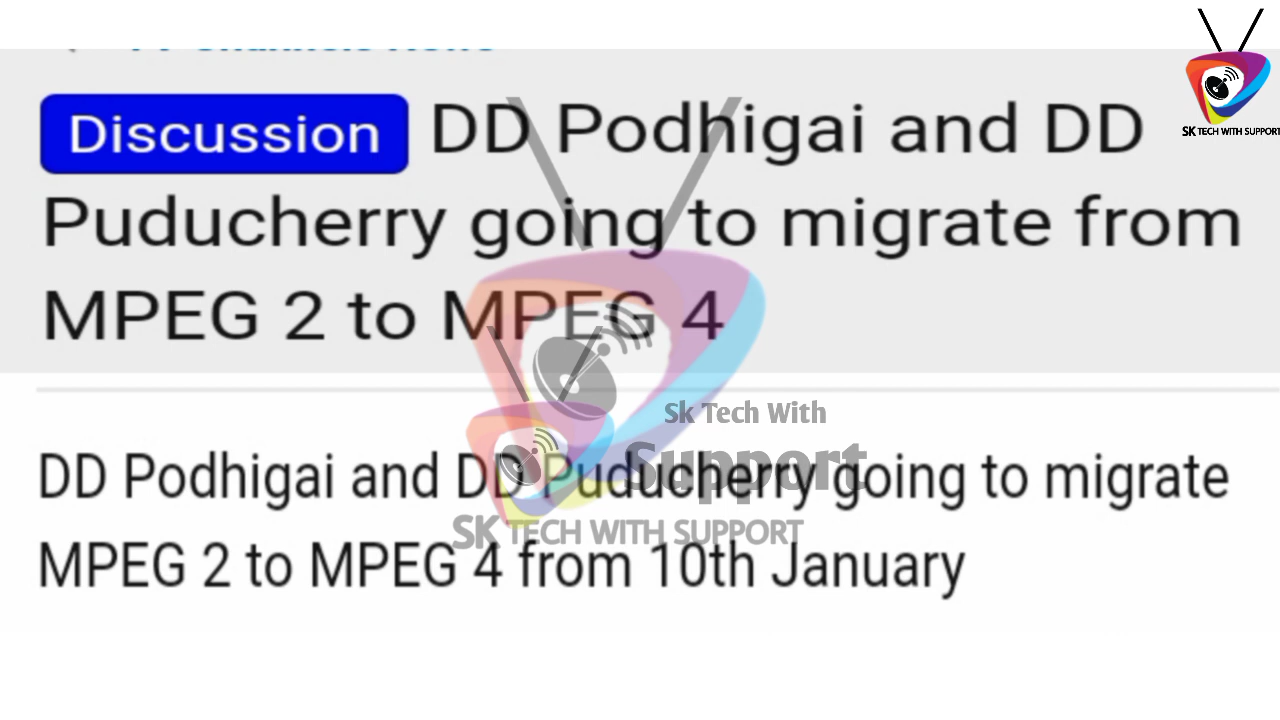 SK TECH WITH SUPPORT
Discussion DD Podhigai and DD
Puducherry going to migrate from
MPEG 2 to MPEG 4
Sk Tech With
Support
DD Podhigai and DD Puducherry going to migrate
SK TECH WITH SUPPORT
MPEG 2 to MPEG 4 from 10th January